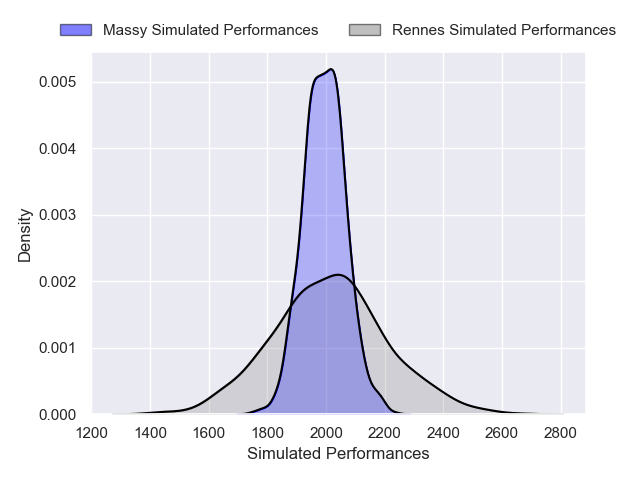 Massy Simulated Performances Rennes Simulated Performances
0.005
0.004
0.003
0.002
0.001
0.000
Density
1200 1400 1600 1800 2000 2200 2400 2600 2800
Simulated Performances